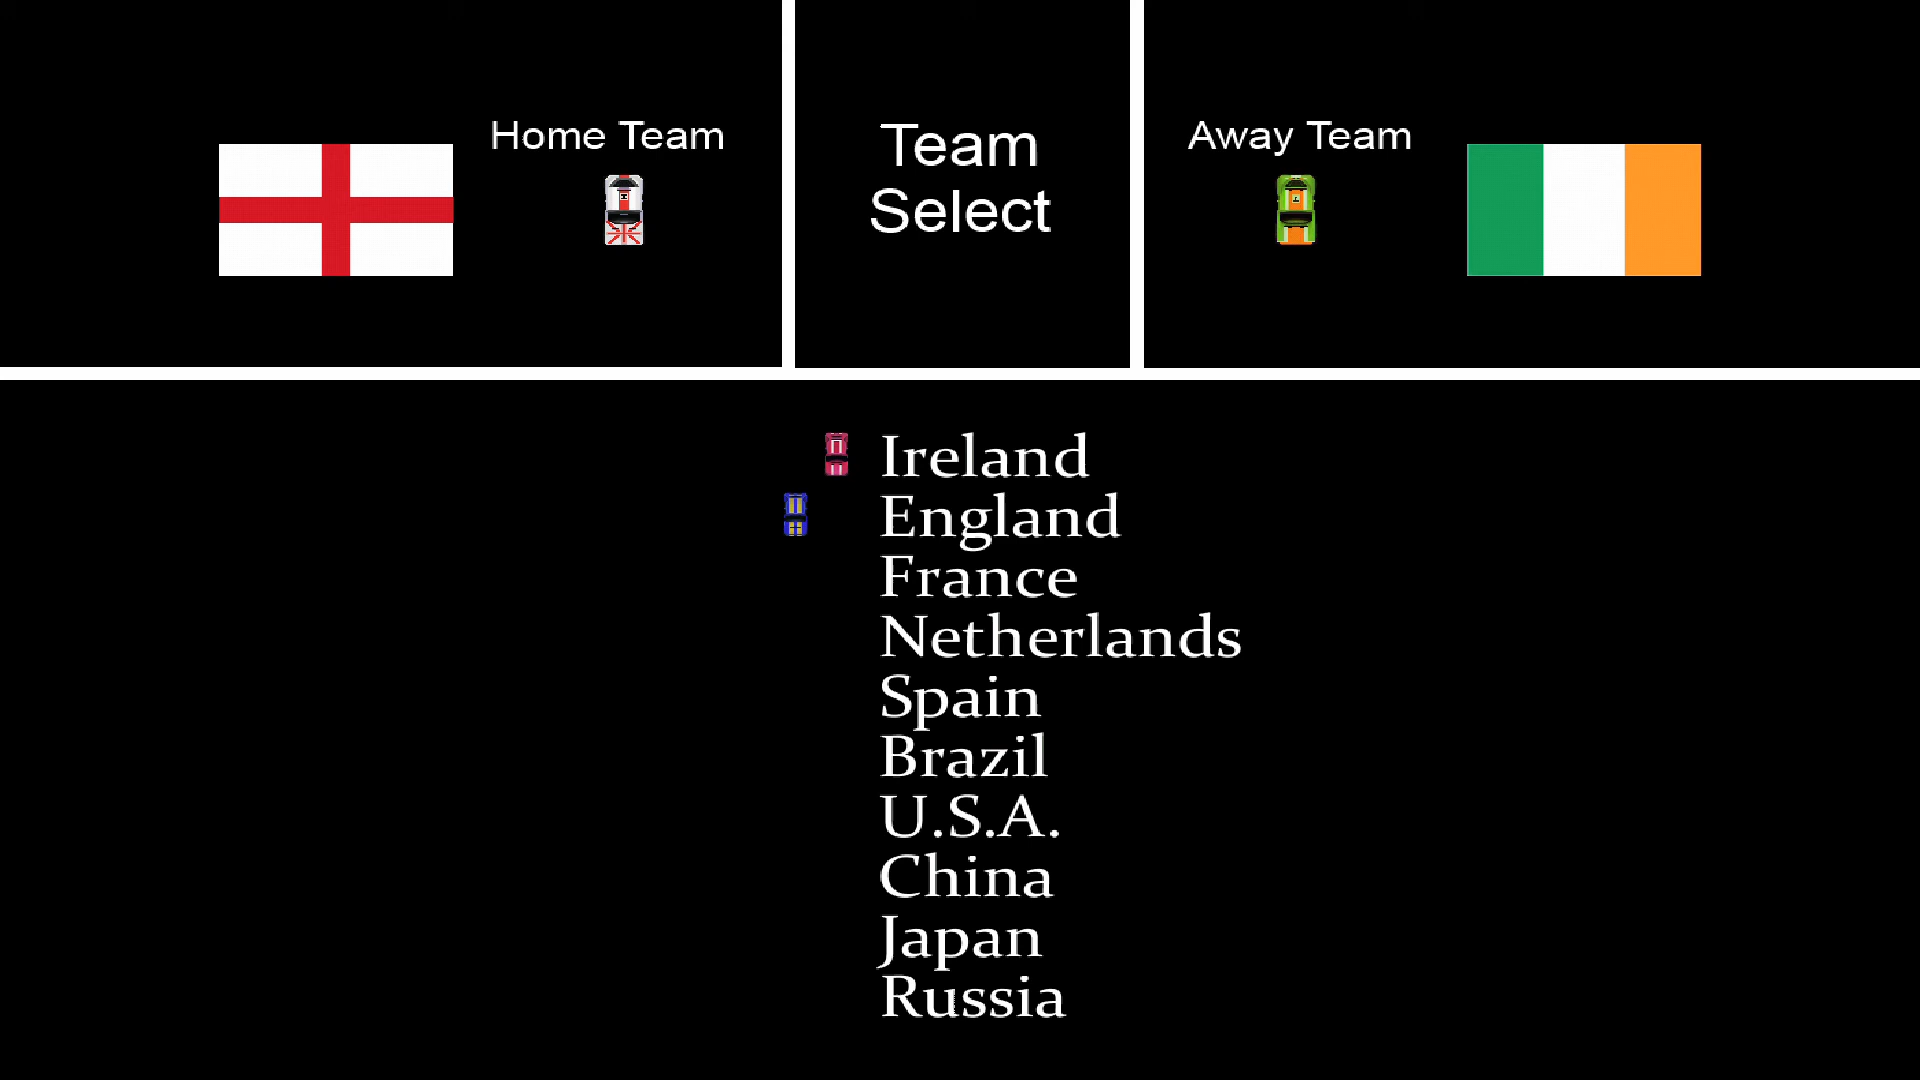 Home Team
Team
Select
Away Team
Ireland
England
France
Netherlands
Spain
Brazil
U.S.A.
China
Japan
Russia